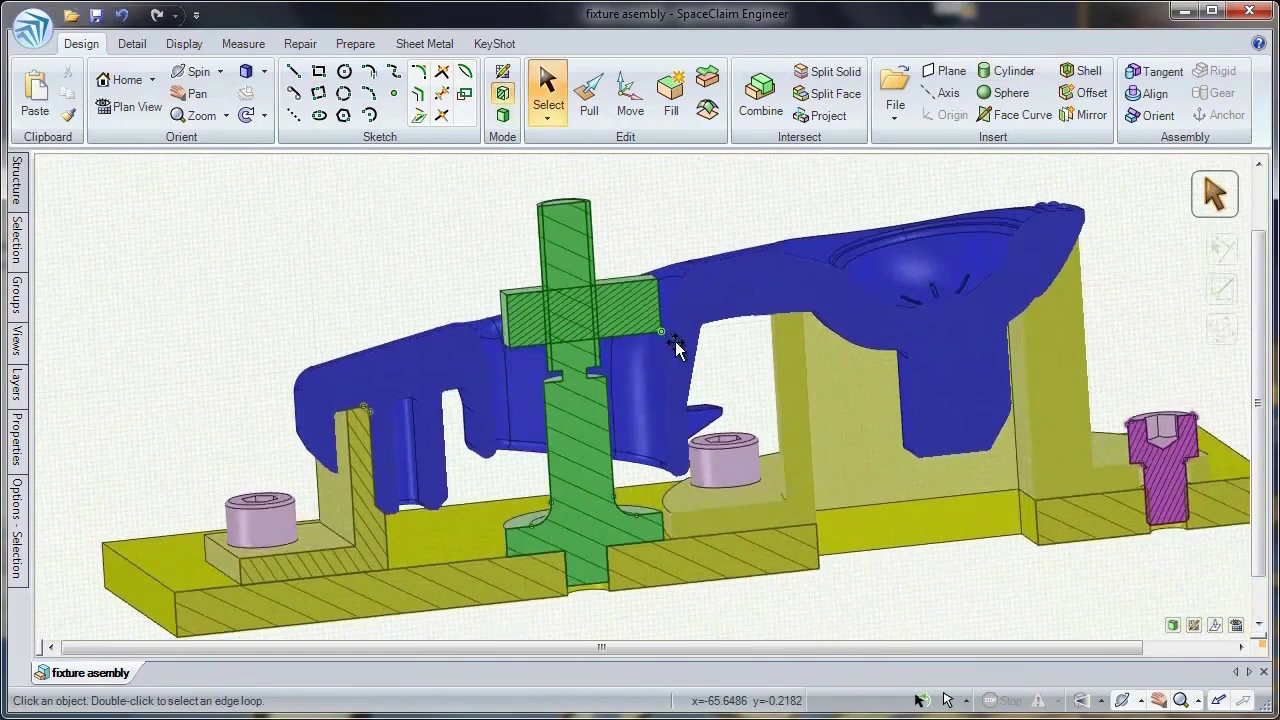 fixture asembly - SpaceClaim Engineer
Design Detail Display Measure Repair Prepare Sheet Metal KeyShot
Paste
Clipboard
Home Spin
Plan View Pan
Zoom
Orient
Sketch
Mode
Select Pull Move Fill
Edit
Combine
Split Solid
Split Face
Project
Intersect
File
Plane Cylinder Shell
Axis Sphere Offset
Origin Face Curve Mirror
Insert
Tangent Rigid
Align Gear
Orient Anchor
Assembly
Structure
Selection
Groups
Views
Layers
Properties
Options - Selection
fixture asembly
Click an object. Double-click to select an edge loop.
x=-65.6486 y=-0.2182
Stop